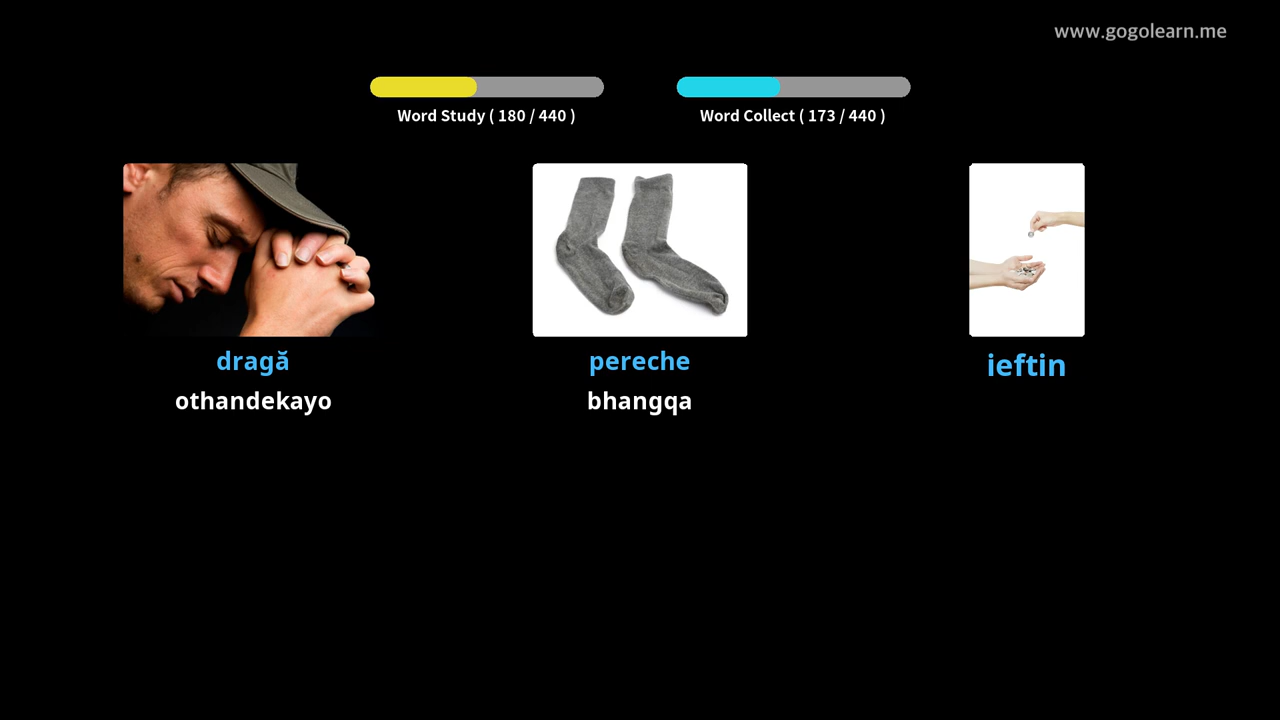 www.gogolearn.me
Word Study ( 180 / 440 )
Word Collect ( 173 / 440 )
dragă
othandekayo
pereche
bhangqa
ieftin